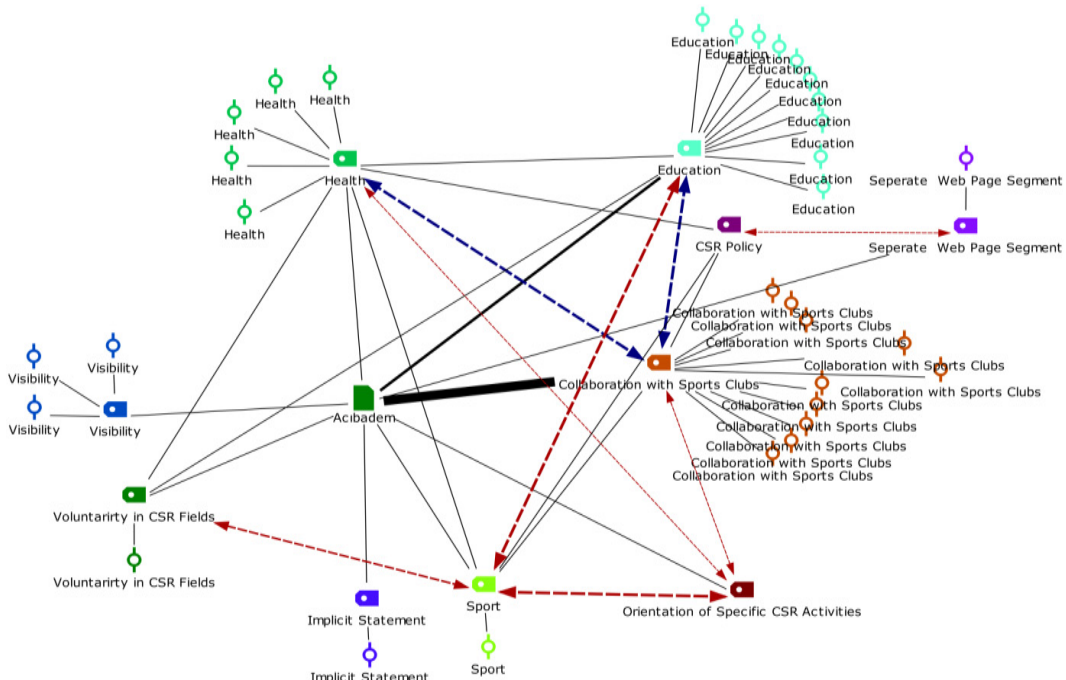 Education
Education
Education
Education
Health
Health
Education
Education
Education
Health
Education
Education
Health
Health
Education
Seperate Web Page Segment
Education
Health
CSR Policy
Seperate Web Page Segment
Collaboration with Sports Clubs
Collaboration with Sports Clubs
Collaboration with Sports Clubs
Collaboration with Sports Clubs
Visibility
Visibility
Collaboration with Sports Clubs
Collaboration with Sports Clubs
Collaboration with Sports Clubs
Acıbadem
Visibility
Visibility
Collaboration with Sports Clubs
Collaboration with Sports Clubs
Collaboration with Sports Clubs
Collaboration with Sports Clubs
Voluntarirty in CSR Fields
Voluntarirty in CSR Fields
Sport
Orientation of Specific CSR Activities
Implicit Statement
Sport
Implicit Statement